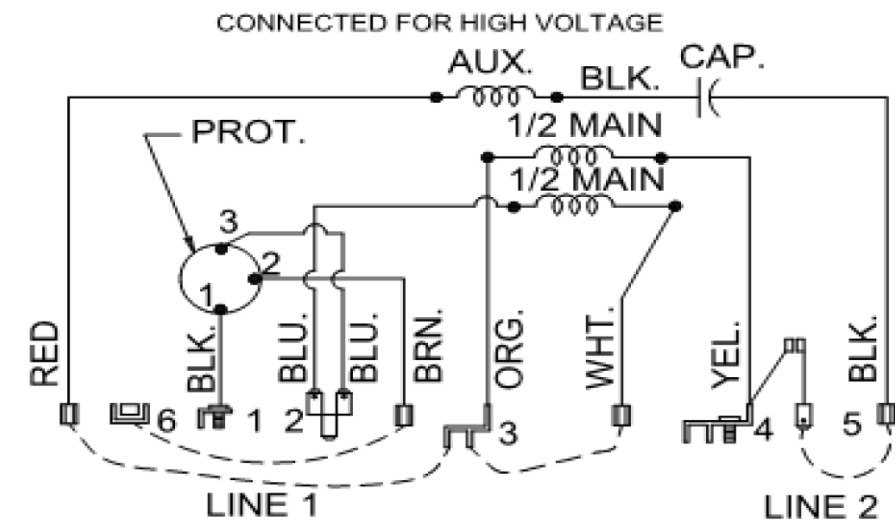 CONNECTED FOR HIGH VOLTAGE
AUX.
BLK.
CAP.
PROT.
1/2 MAIN
1/2 MAIN
3
2
1
RED
BLK.
BLU.
BLU.
BRN.
ORG.
WHT.
YEL.
BLK.
6
1
2
3
4
5
LINE 1
LINE 2